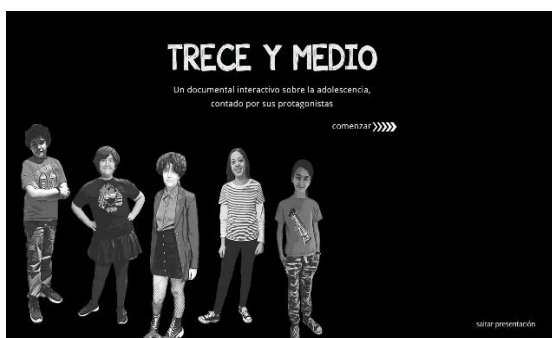 TRECE Y MEDIO
Un documental interactivo sobre la adolescencia,
contado por sus protagonistas
comenzar
saltar presentación